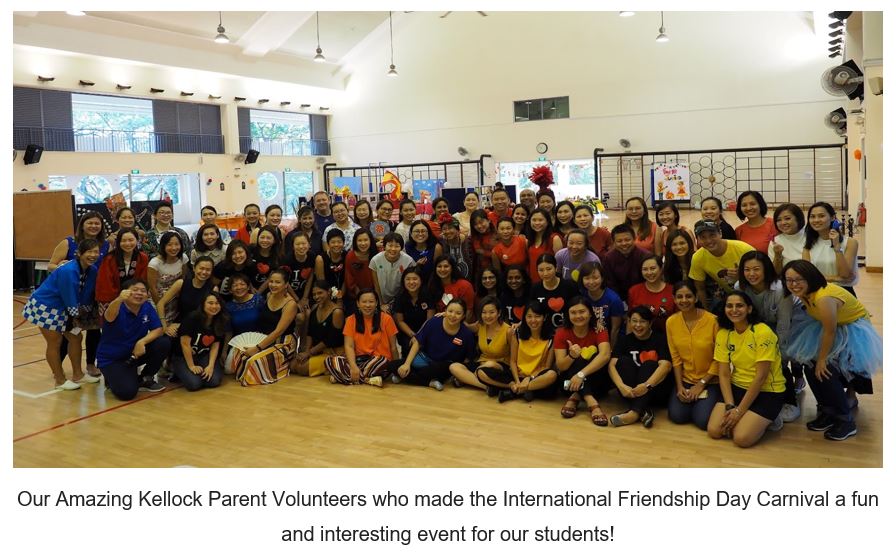 Our Amazing Kellock Parent Volunteers who made the International Friendship Day Carnival a fun
and interesting event for our students!